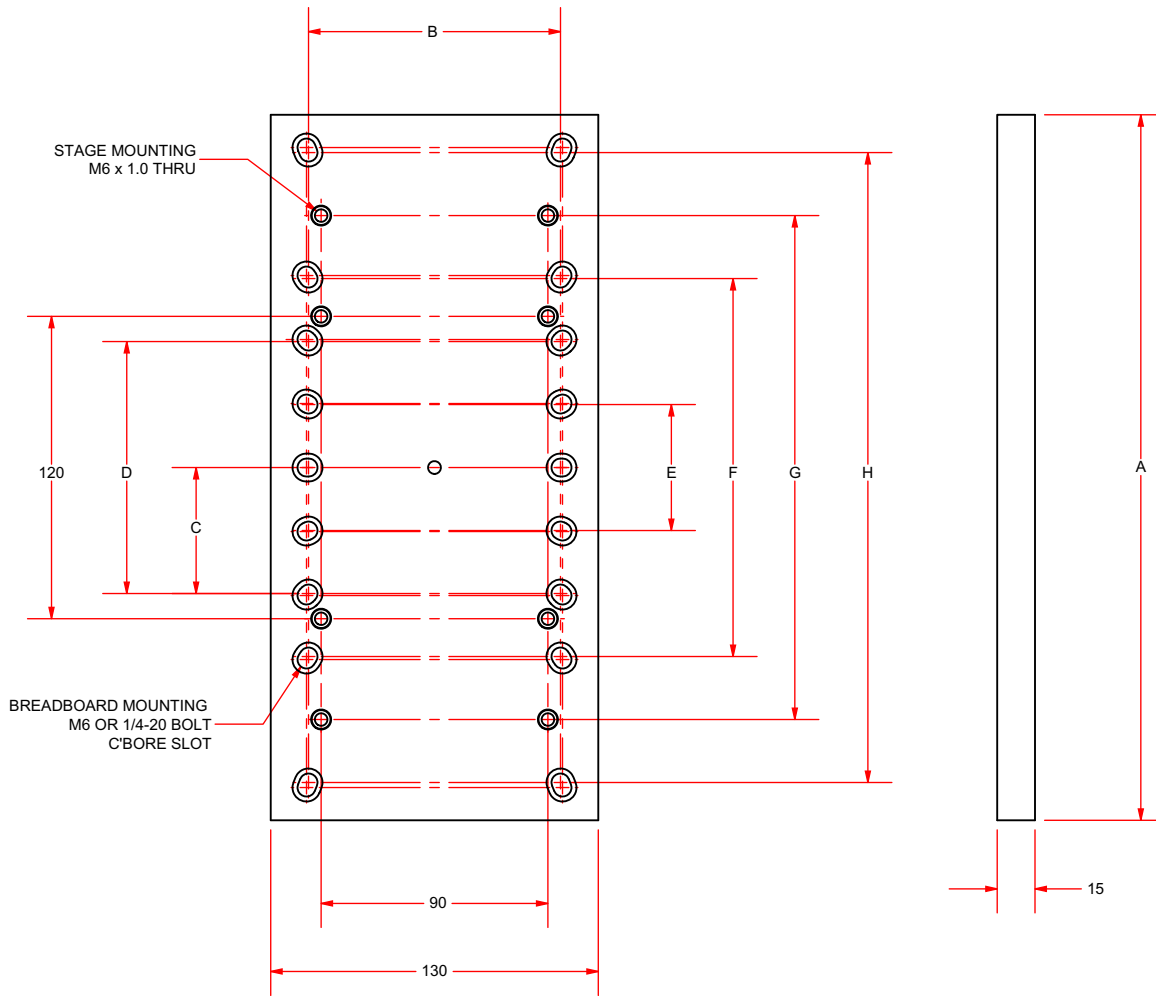 B
STAGE MOUNTING
M6 x 1.0 THRU
120
D
C
E
F
G
H
A
BREADBOARD MOUNTING
M6 OR 1/4-20 BOLT
C'BORE SLOT
90
15
130